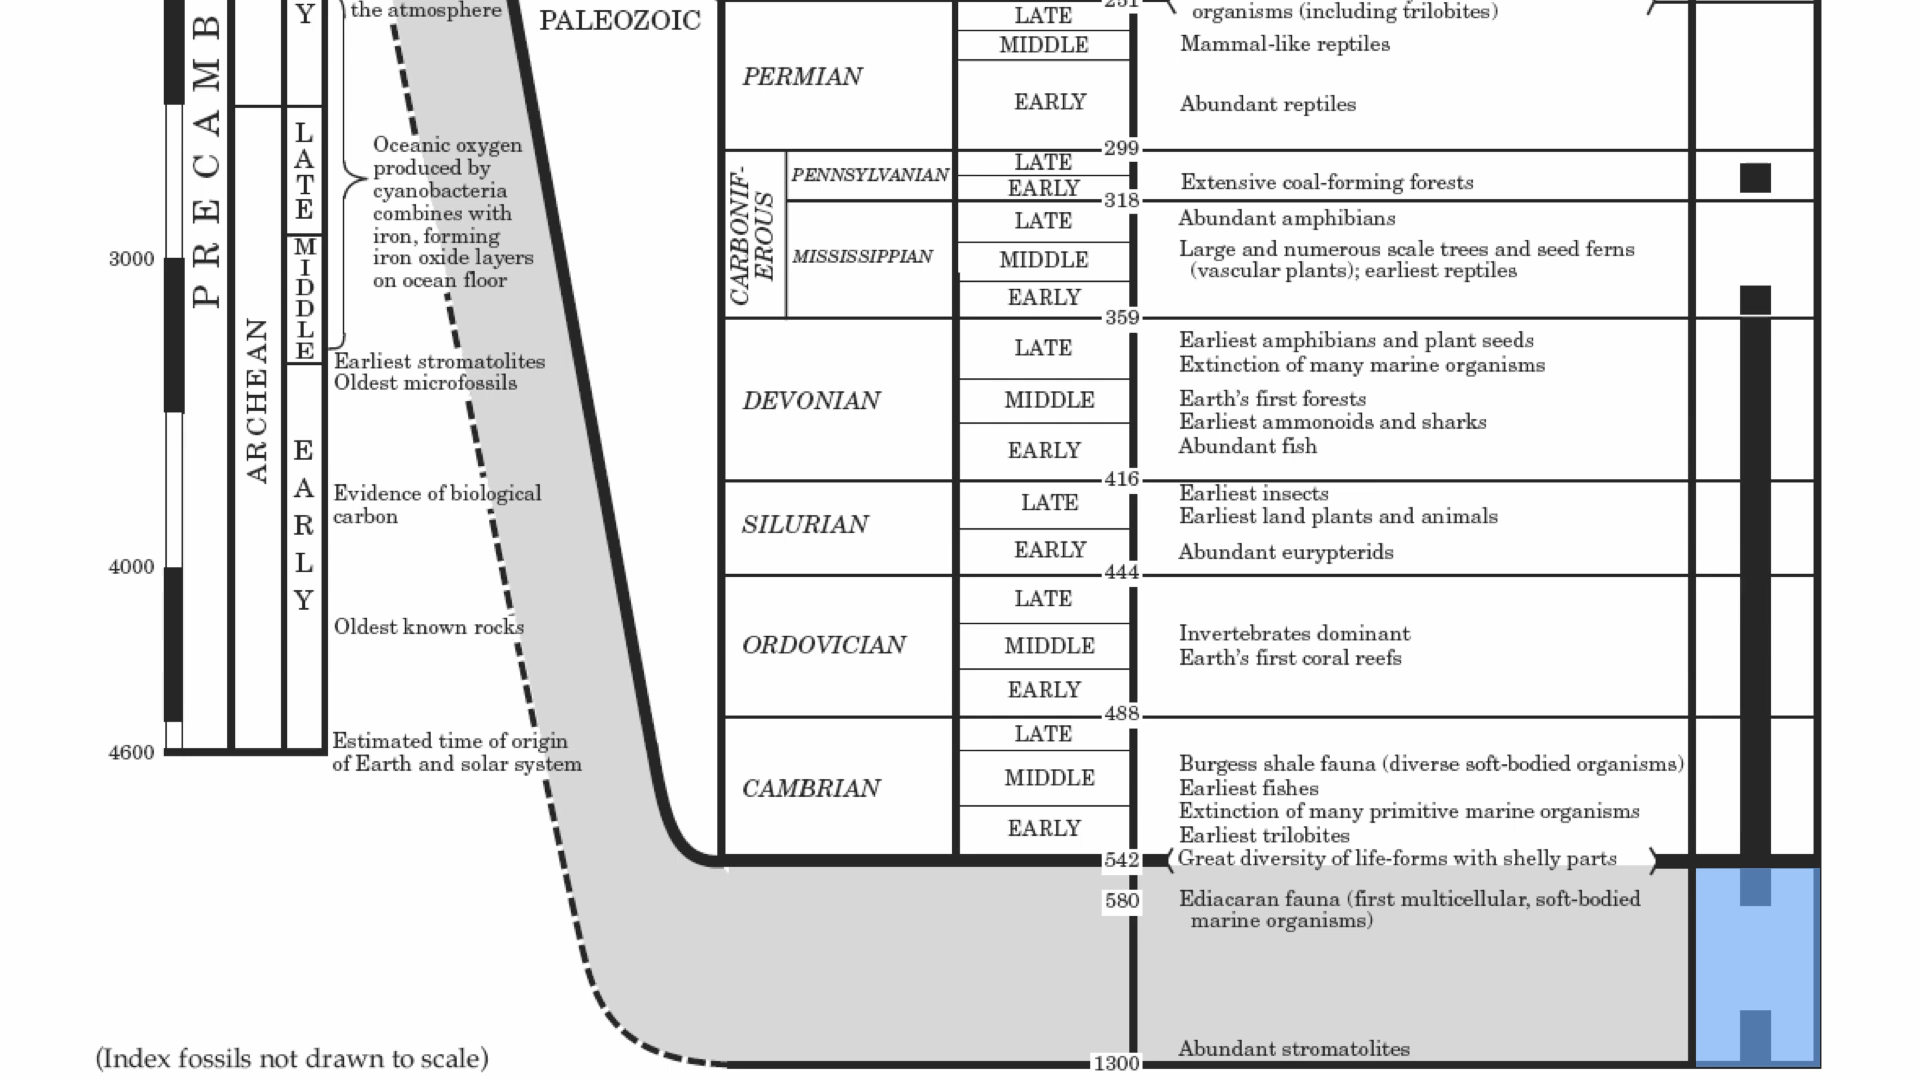 the atmosphere
PRECAMB
Y
LATE
MIDDLE
EARLY
ARCHEAN
3000
4000
4600
Oceanic oxygen
produced by
cyanobacteria
combines with
iron, forming
iron oxide layers
on ocean floor
Earliest stromatolites
Oldest microfossils
Evidence of biological
carbon
Oldest known rocks
Estimated time of origin
of Earth and solar system
(Index fossils not drawn to scale)
PALEOZOIC
251
organisms (including trilobites)
PERMIAN
LATE
MIDDLE
EARLY
Mammal-like reptiles
Abundant reptiles
299
CARBONIF-
EROUS
PENNSYLVANIAN
LATE
EARLY
Extensive coal-forming forests
318
MISSISSIPPIAN
LATE
MIDDLE
EARLY
Abundant amphibians
Large and numerous scale trees and seed ferns
(vascular plants); earliest reptiles
359
DEVONIAN
LATE
MIDDLE
EARLY
Earliest amphibians and plant seeds
Extinction of many marine organisms
Earth's first forests
Earliest ammonoids and sharks
Abundant fish
416
SILURIAN
LATE
EARLY
Earliest insects
Earliest land plants and animals
Abundant eurypterids
444
ORDOVICIAN
LATE
MIDDLE
EARLY
Invertebrates dominant
Earth's first coral reefs
488
CAMBRIAN
LATE
MIDDLE
EARLY
Burgess shale fauna (diverse soft-bodied organisms)
Earliest fishes
Extinction of many primitive marine organisms
Earliest trilobites
542
Great diversity of life-forms with shelly parts
580
Ediacaran fauna (first multicellular, soft-bodied
marine organisms)
Abundant stromatolites
1300